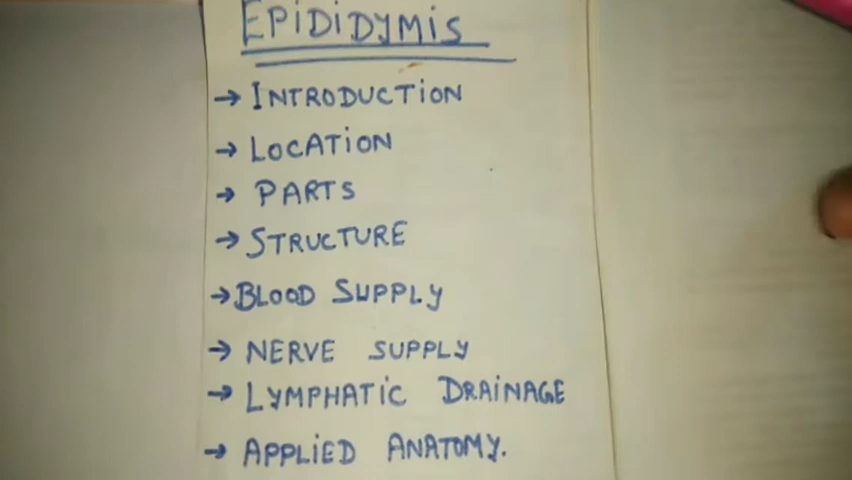 EPIDIDYMIS
→ INTRODUCTION
→ LOCATION
→ PARTS
→ STRUCTURE
→ BLOOD SUPPLY
→ NERVE SUPPLY
→ LYMPHATIC DRAINAGE
→ APPLIED ANATOMY.